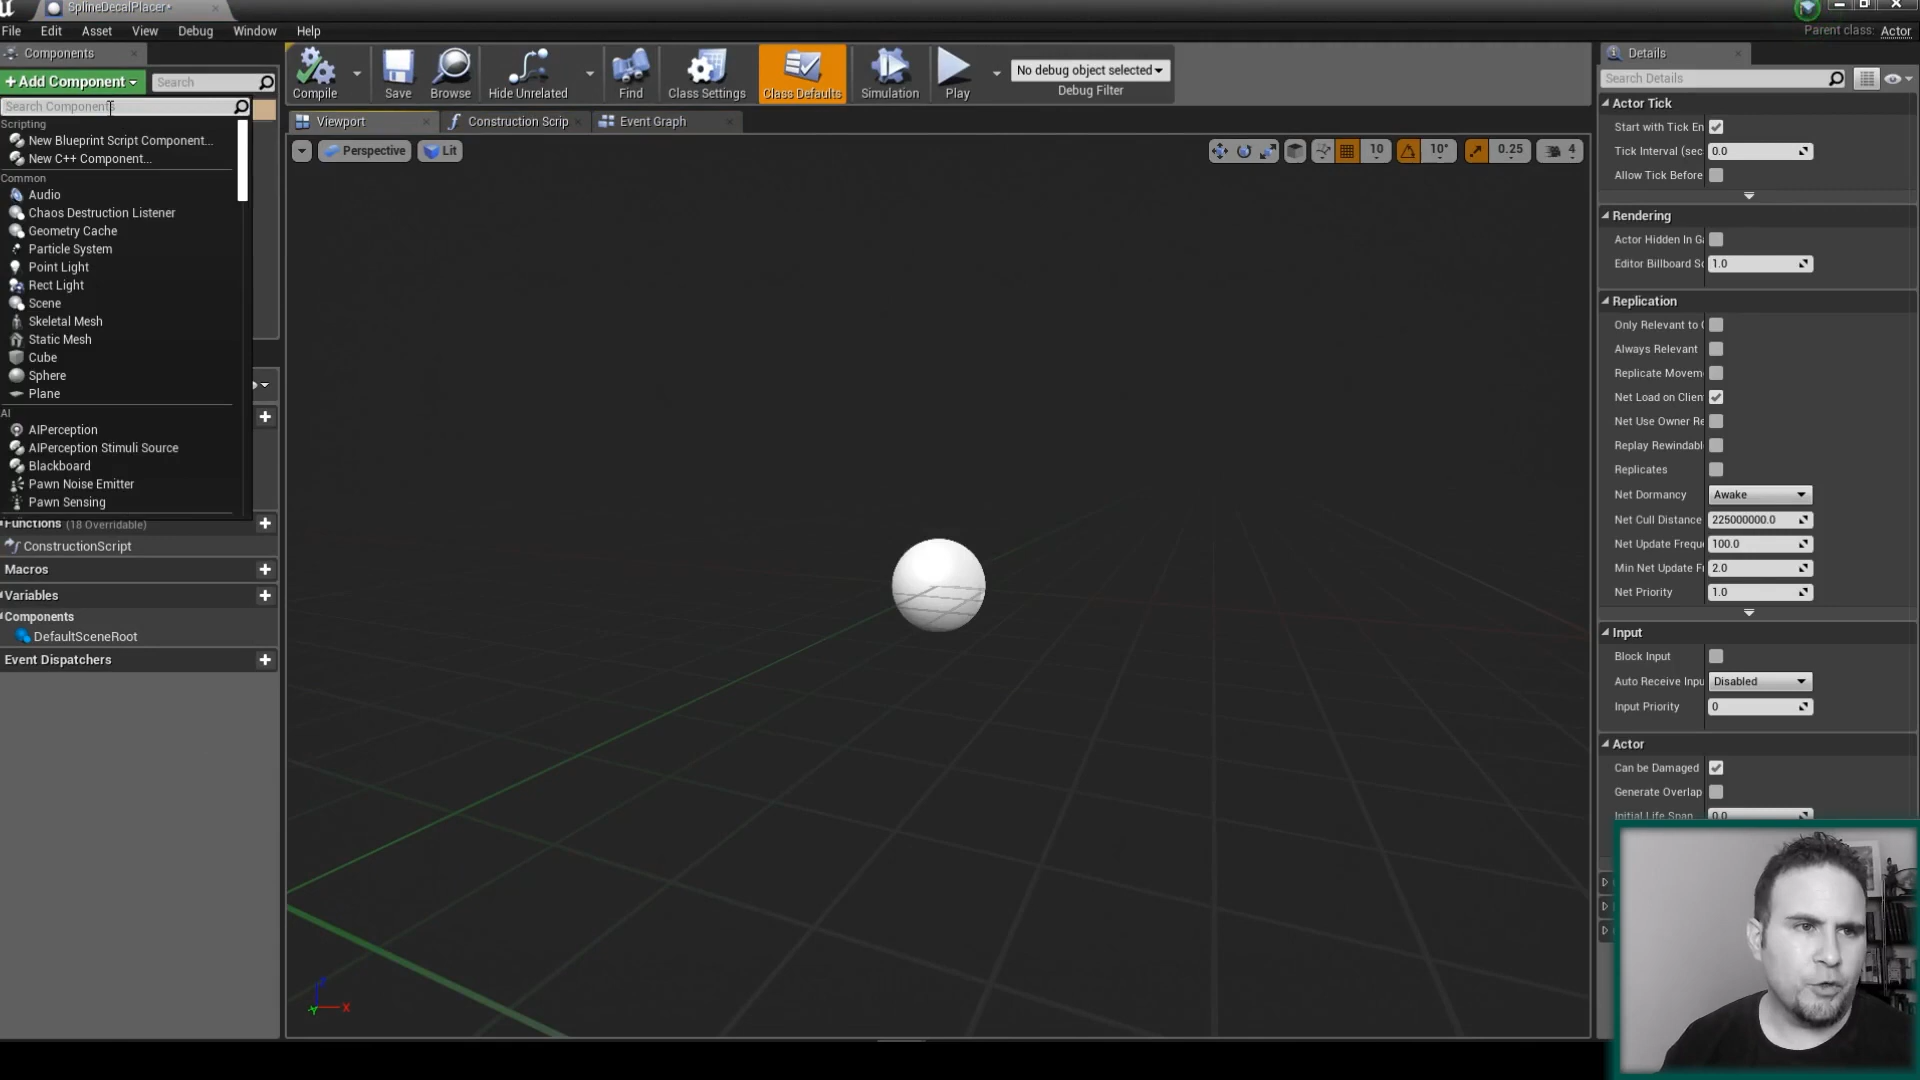 SplineDecalPlacer*
File Edit Asset View Debug Window Help
Parent class: Actor
Components
+Add Component
Search
Search Components
Scripting
New Blueprint Script Component...
New C++ Component...
Common
Audio
Chaos Destruction Listener
Geometry Cache
Particle System
Point Light
Rect Light
Scene
Skeletal Mesh
Static Mesh
Cube
Sphere
Plane
AI
AIPerception
AIPerception Stimuli Source
Blackboard
Pawn Noise Emitter
Pawn Sensing
Functions (18 Overridable)
ConstructionScript
Macros
Variables
Components
DefaultSceneRoot
Event Dispatchers
Compile
Save
Browse
Hide Unrelated
Find
Class Settings
Class Defaults
Simulation
Play
No debug object selected
Debug Filter
Viewport
Construction Scrip
Event Graph
Perspective
Lit
10
10°
0.25
4
X
Details
Search Details
Actor Tick
Start with Tick En
Tick Interval (sec 0.0
Allow Tick Before
Rendering
Actor Hidden In Ga
Editor Billboard Sc 1.0
Replication
Only Relevant to
Always Relevant
Replicate Movem
Net Load on Clien
Net Use Owner Re
Replay Rewindabl
Replicates
Net Dormancy Awake
Net Cull Distance 225000000.0
Net Update Frequ 100.0
Min Net Update F 2.0
Net Priority 1.0
Input
Block Input
Auto Receive Inpu Disabled
Input Priority 0
Actor
Can be Damaged
Generate Overlap
Initial Life Span 0.0